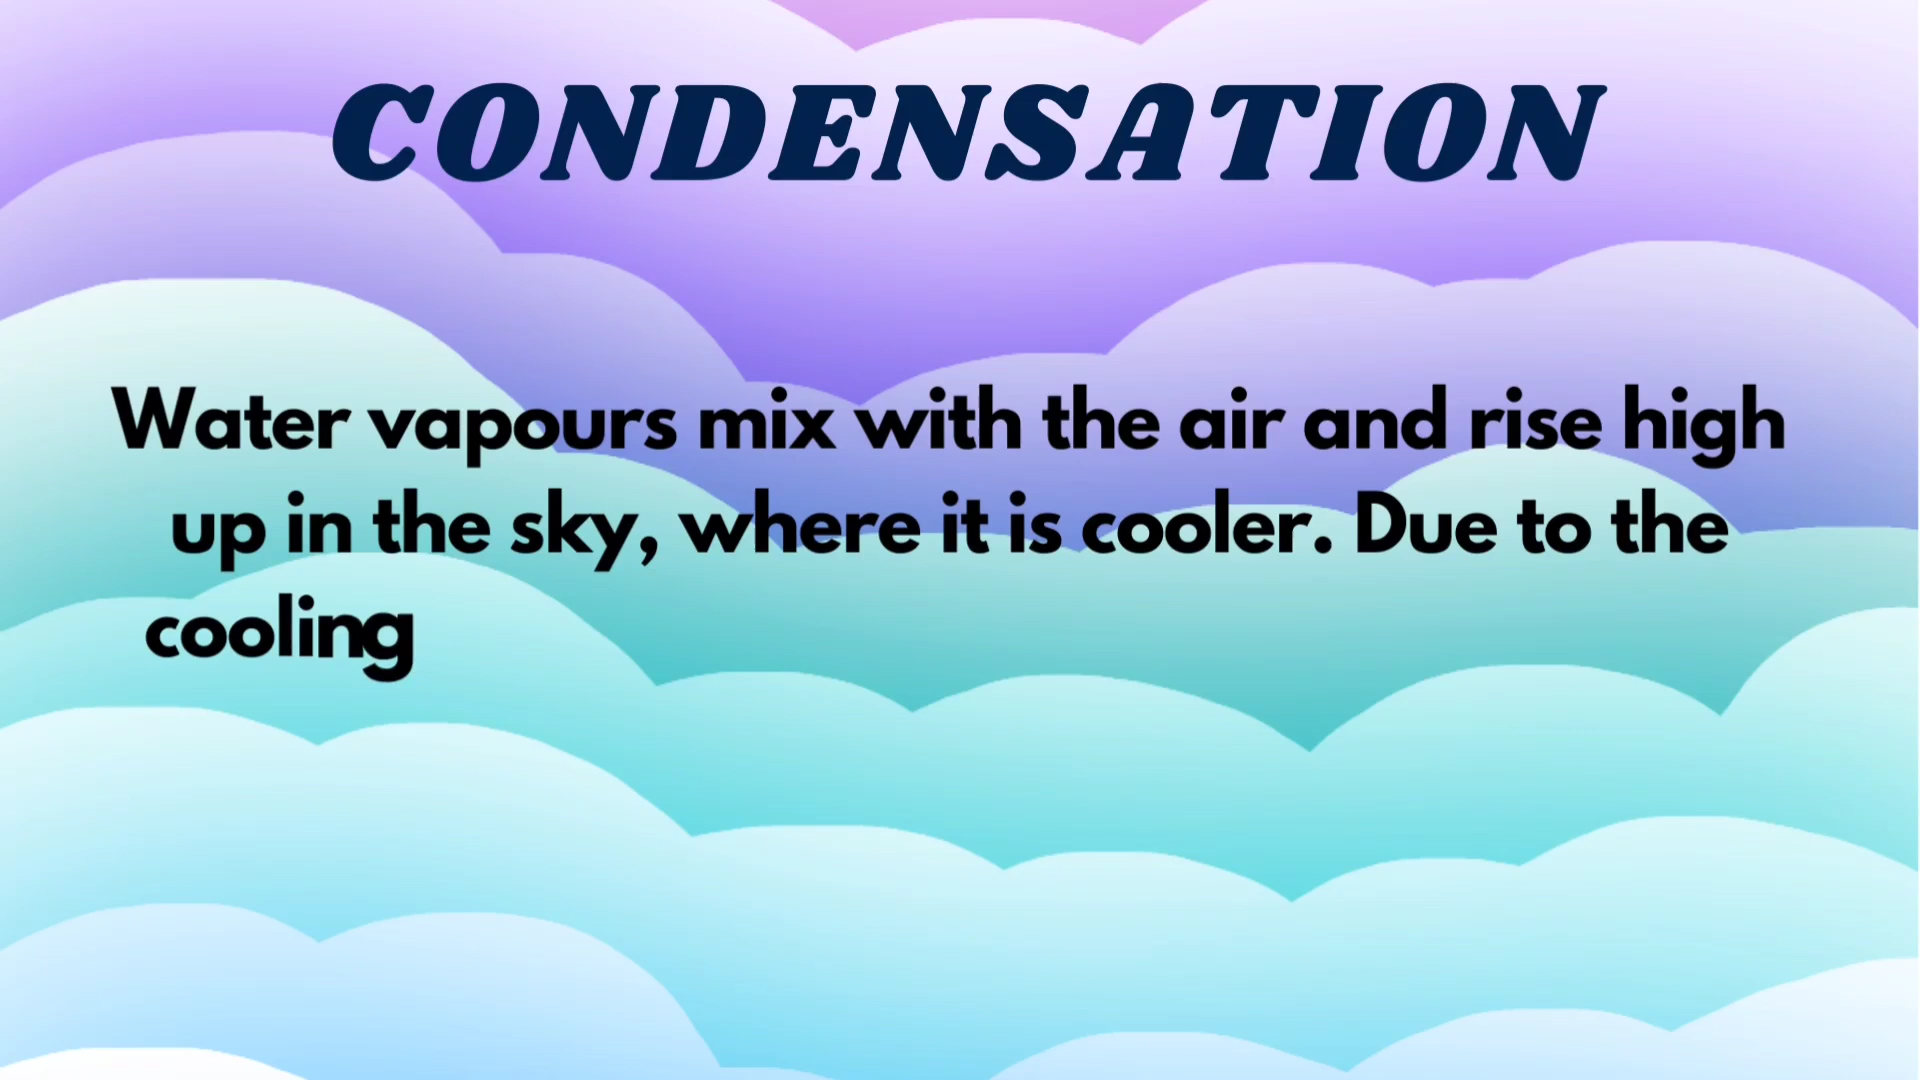 CONDENSATION
Water vapours mix with the air and rise high
up in the sky, where it is cooler. Due to the
cooling